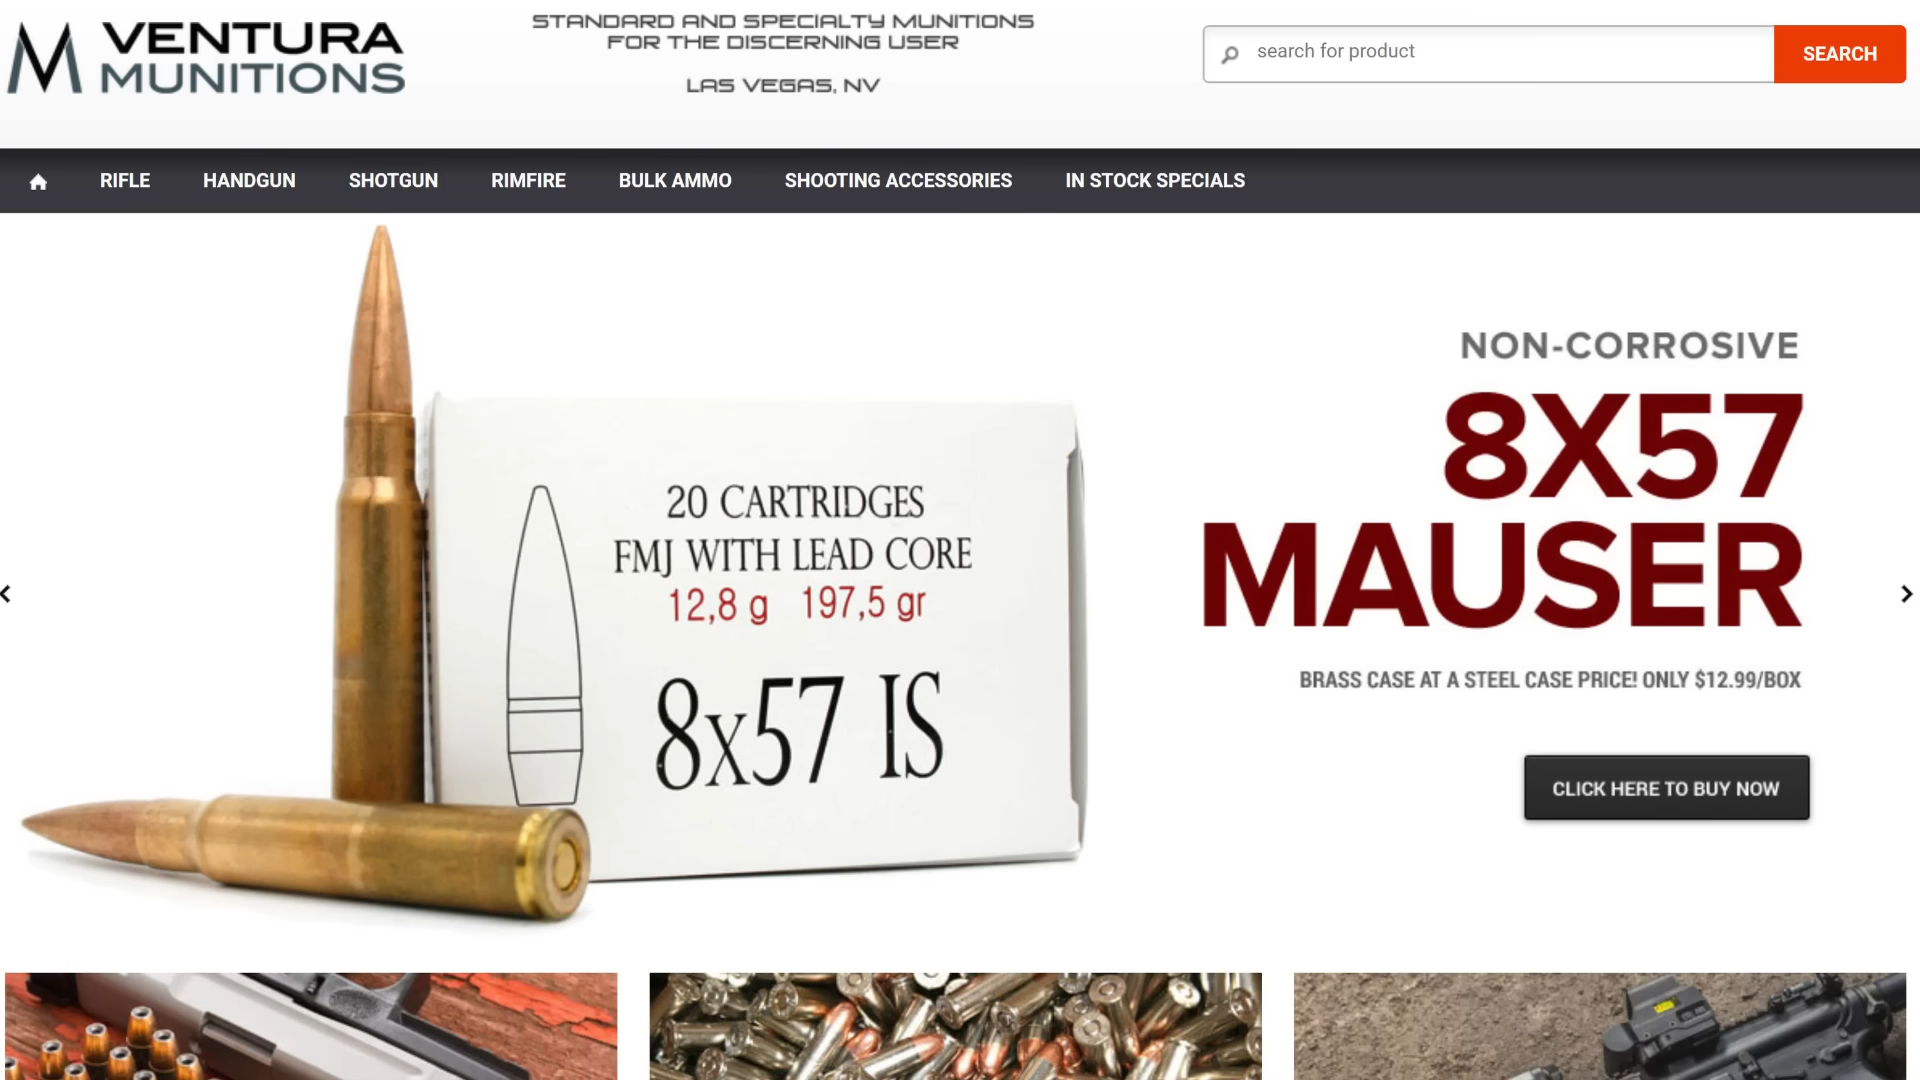 VENTURA
MUNITIONS
STANDARD AND SPECIALTY MUNITIONS
FOR THE DISCERNING USER
LAS VEGAS, NV
search for product
SEARCH
RIFLE
HANDGUN
SHOTGUN
RIMFIRE
BULK AMMO
SHOOTING ACCESSORIES
IN STOCK SPECIALS
20 CARTRIDGES
FMJ WITH LEAD CORE
12,8 g 197,5 gr
8x57 IS
NON-CORROSIVE
8X57
MAUSER
BRASS CASE AT A STEEL CASE PRICE! ONLY $12.99/BOX
CLICK HERE TO BUY NOW